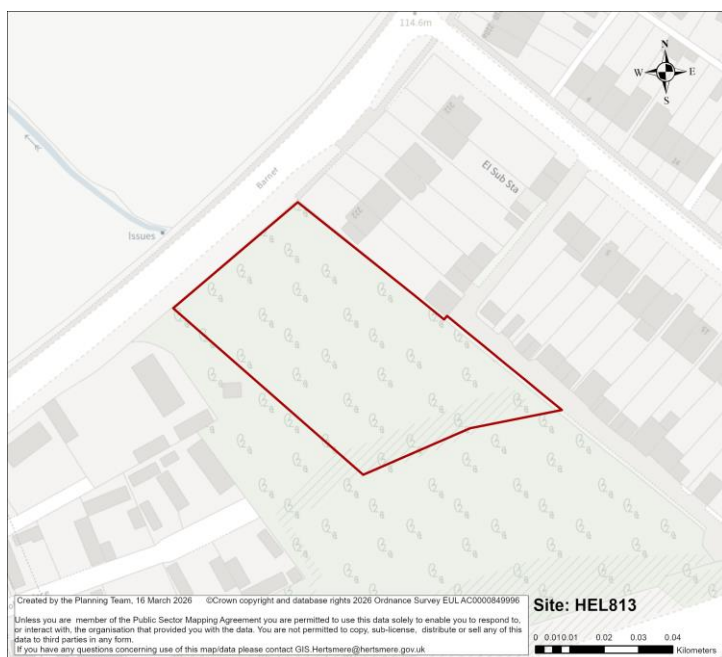 114.6m
N
W
E
S
Barnet
El Sub Sta
Issues
Created by the Planning Team, 16 March 2026 ©Crown copyright and database rights 2026 Ordnance Survey EUL AC0000849996
Unless you are member of the Public Sector Mapping Agreement you are permitted to use this data solely to enable you to respond to,
or interact with, the organisation that provided you with the data. You are not permitted to copy, sub-license, distribute or sell any of this
data to third parties in any form.
If you have any questions concerning use of this map/data please contact GIS.Hertsmere@hertsmere.gov.uk
Site: HEL813
0 0.010.01 0.02 0.03 0.04
Kilometers